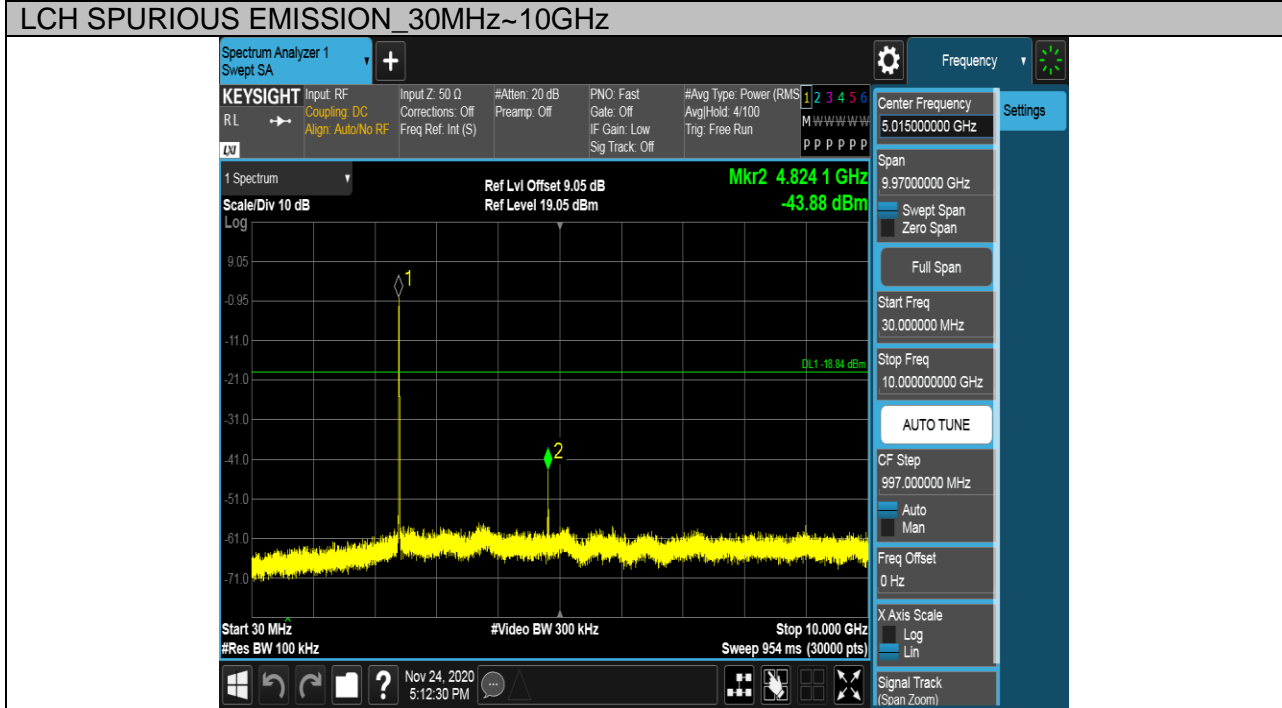 LCH SPURIOUS EMISSION_30MHz~10GHz
Spectrum Analyzer 1
Swept SA
Frequency
KEYSIGHT
RL
LXI
Input: RF
Coupling: DC
Align: Auto/No RF
Input Z: 50 Ω
Corrections: Off
Freq Ref: Int (S)
#Atten: 20 dB
Preamp: Off
PNO: Fast
Gate: Off
IF Gain: Low
Sig Track: Off
#Avg Type: Power (RMS
Avg|Hold: 4/100
Trig: Free Run
1 2 3 4 5 6
M W W W W W
P P P P P P
1 Spectrum
Scale/Div 10 dB
Log
Ref Lvl Offset 9.05 dB
Ref Level 19.05 dBm
Mkr2 4.824 1 GHz
-43.88 dBm
9.05
-0.95
-11.0
-21.0
-31.0
-41.0
-51.0
-61.0
-71.0
1
2
DL1 -18.84 dBm
Start 30 MHz
#Res BW 100 kHz
#Video BW 300 kHz
Stop 10.000 GHz
Sweep 954 ms (30000 pts)
Nov 24, 2020
5:12:30 PM
Center Frequency
5.015000000 GHz
Settings
Span
9.97000000 GHz
Swept Span
Zero Span
Full Span
Start Freq
30.000000 MHz
Stop Freq
10.000000000 GHz
AUTO TUNE
CF Step
997.000000 MHz
Auto
Man
Freq Offset
0 Hz
X Axis Scale
Log
Lin
Signal Track
(Span Zoom)